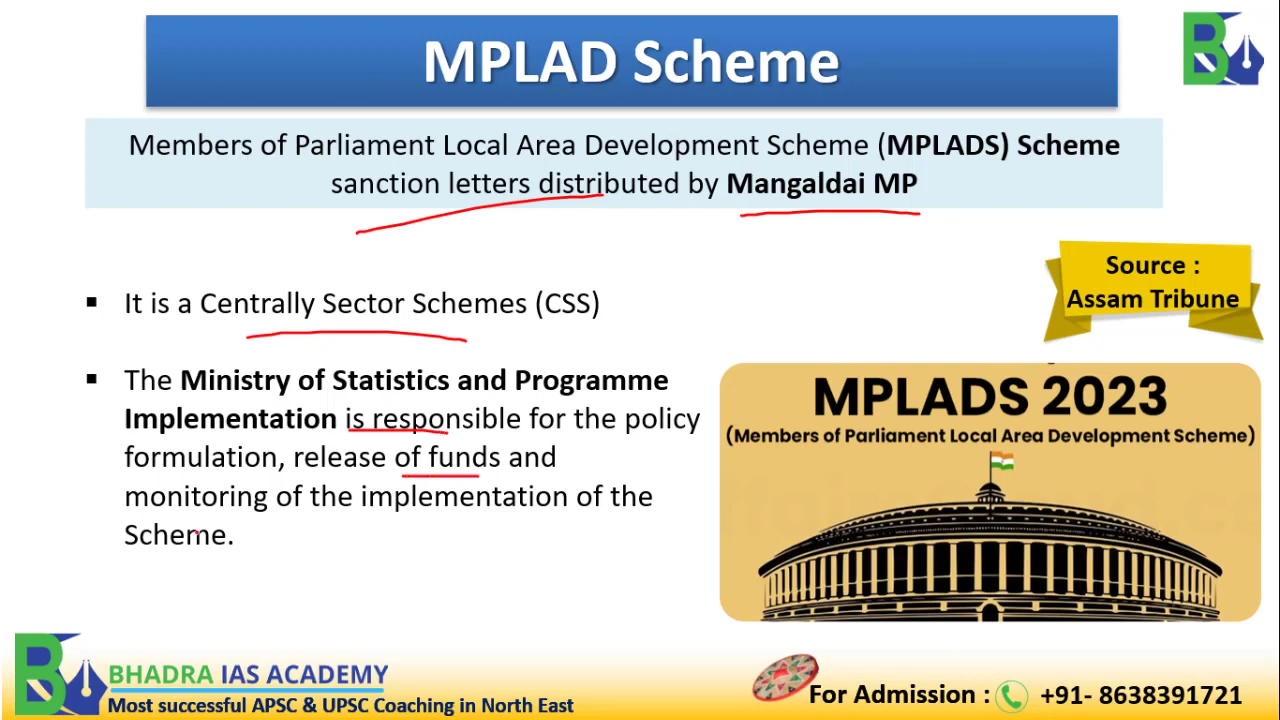 MPLAD Scheme
Members of Parliament Local Area Development Scheme (MPLADS) Scheme
sanction letters distributed by Mangaldai MP
Source :
Assam Tribune
▪ It is a Centrally Sector Schemes (CSS)
▪ The Ministry of Statistics and Programme
Implementation is responsible for the policy
formulation, release of funds and
monitoring of the implementation of the
Scheme.
MPLADS 2023
(Members of Parliament Local Area Development Scheme)
BHADRA IAS ACADEMY
Most successful APSC & UPSC Coaching in North East
For Admission : +91- 8638391721